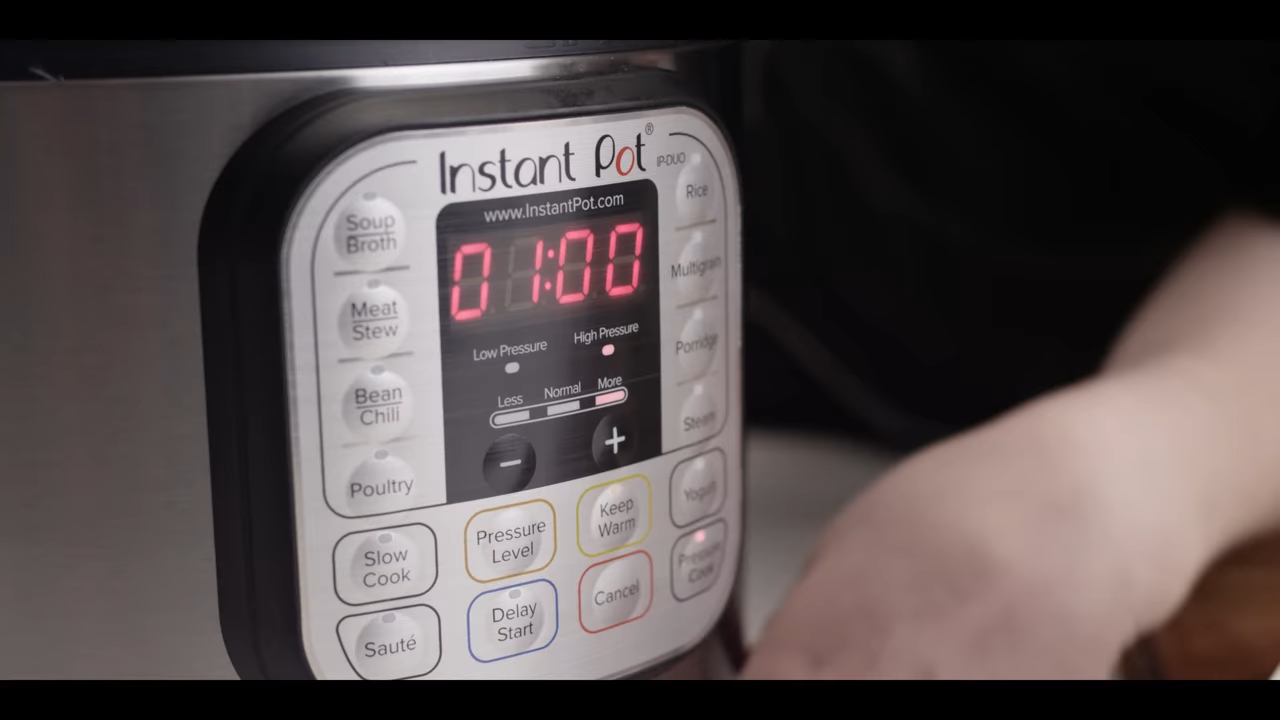 Instant Pot®
IP-DUO
www.InstantPot.com
01:00
Low Pressure
High Pressure
Less
Normal
More
−
+
Soup
Broth
Meat
Stew
Bean
Chili
Poultry
Slow
Cook
Sauté
Pressure
Level
Keep
Warm
Delay
Start
Cancel
Rice
Multigrain
Porridge
Steam
Yogurt
Pressure
Cook